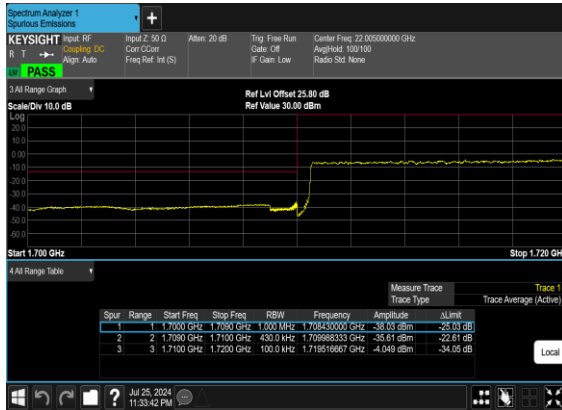 Spectrum Analyzer 1
Spurious Emissions
+
KEYSIGHT Input: RF Input Z: 50 Ω Atten: 20 dB Trig: Free Run Center Freq: 22.005000000 GHz
R T Coupling: DC Corr CCorr Gate: Off Avg|Hold: 100/100
Align: Auto Freq Ref: Int (S) IF Gain: Low Radio Std: None
LU PASS
3 All Range Graph
Ref Lvl Offset 25.80 dB
Scale/Div 10.0 dB Ref Value 30.00 dBm
Log
20.0
10.0
0.00
-10.0
-20.0
-30.0
-40.0
-50.0
-60.0
Start 1.700 GHz Stop 1.720 GH
4 All Range Table
Measure Trace Trace 1
Trace Type Trace Average (Active)
Spur Range Start Freq Stop Freq RBW Frequency Amplitude ΔLimit
1 1 1.7000 GHz 1.7090 GHz 1.000 MHz 1.708430000 GHz -38.03 dBm -25.03 dB
2 2 1.7090 GHz 1.7100 GHz 430.0 kHz 1.709988333 GHz -35.61 dBm -22.61 dB
3 3 1.7100 GHz 1.7200 GHz 100.0 kHz 1.719516667 GHz -4.049 dBm -34.05 dB
Local
? Jul 25, 2024
11:33:42 PM